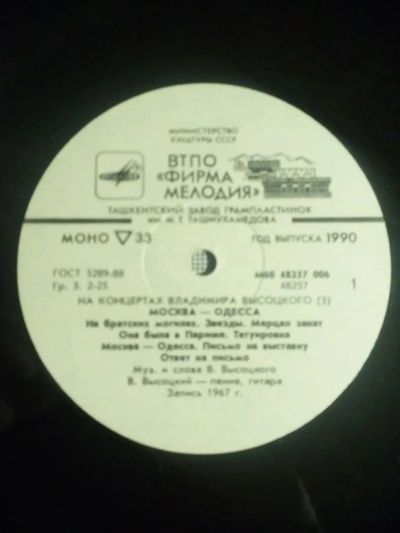 МИНИСТЕРСТВО
КУЛЬТУРЫ СССР
ВТПО
«ФИРМА
МЕЛОДИЯ»
ТАШКЕНТСКИЙ ЗАВОД ГРАМПЛАСТИНОК
ИМ. М. Т. ТАШМУХАМЕДОВА
МОНО 33
ГОД ВЫПУСКА 1990
ГОСТ 5289-88
М60 48257 006
Гр. 3. 2-25
48257
1
НА КОНЦЕРТАХ ВЛАДИМИРА ВЫСОЦКОГО (3)
МОСКВА — ОДЕССА
На братских могилах. Звезды. Мерцал закат
Она была в Париже. Татуировка
Москва — Одесса. Письмо на выставку
Ответ на письмо
Муз. и слова В. Высоцкого
В. Высоцкий — пение, гитара
Запись 1967 г.